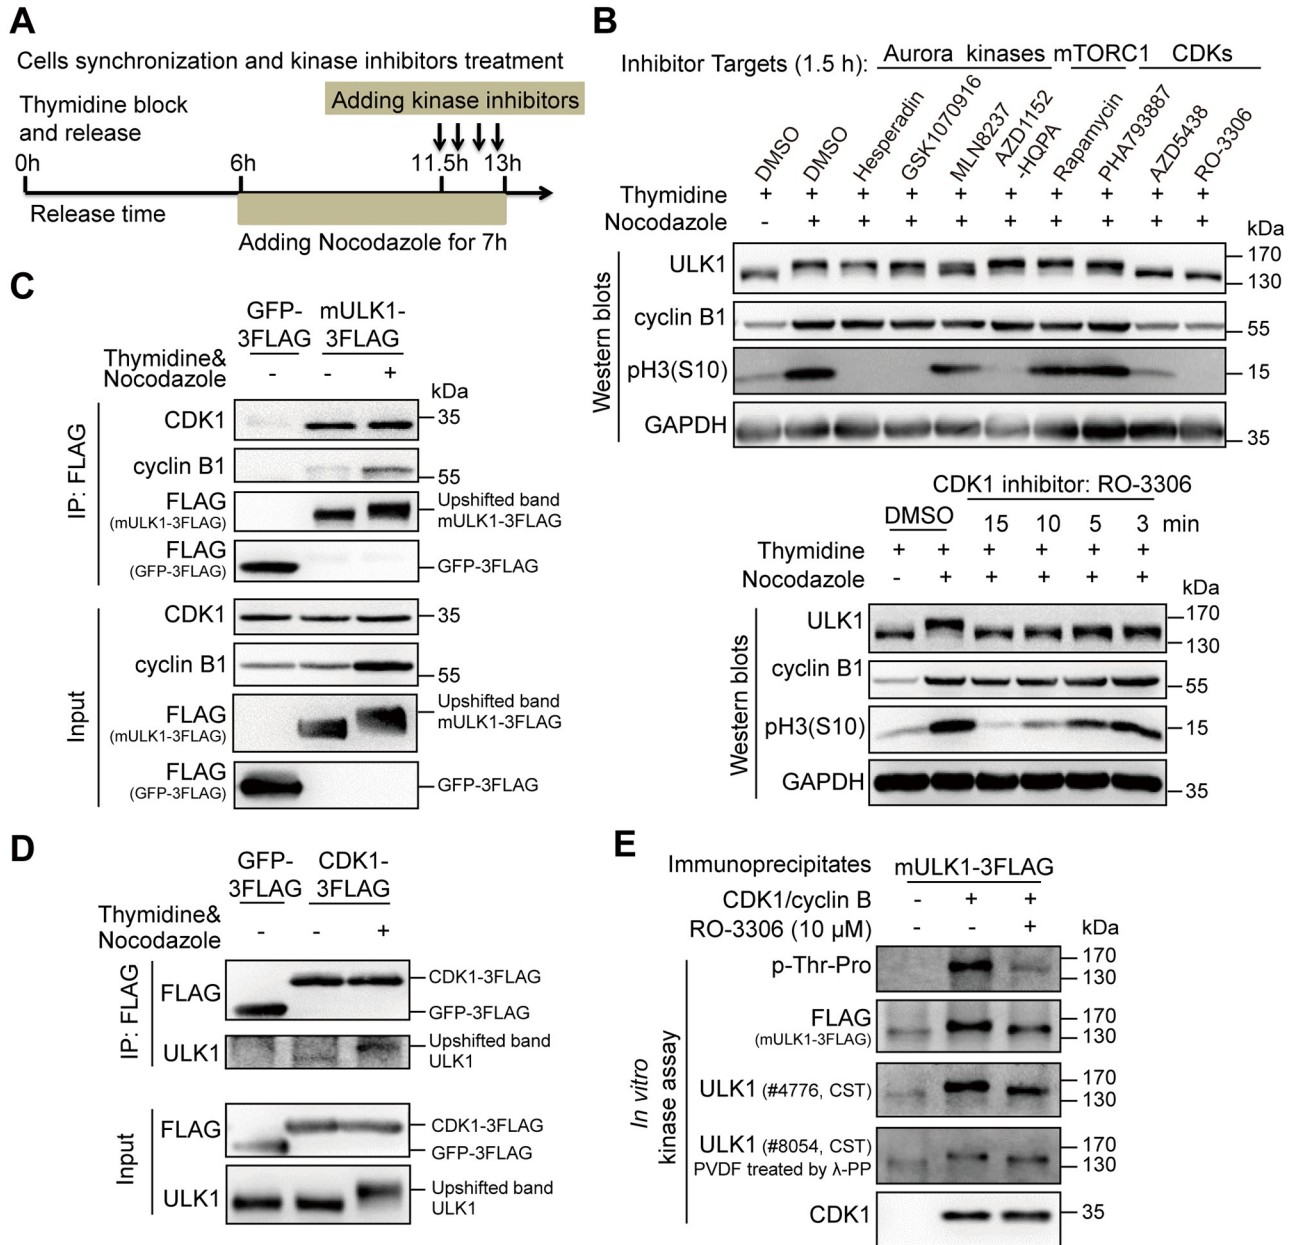 A
Cells synchronization and kinase inhibitors treatment
Adding kinase inhibitors
Thymidine block
and release
0h
6h
11.5h
13h
Release time
Adding Nocodazole for 7h
B
Inhibitor Targets (1.5 h):
Aurora kinases
mTORC1
CDKs
DMSO
DMSO
Hesperadin
GSK1070916
MLN8237
AZD1152
-HQPA
Rapamycin
PHA793887
AZD5438
RO-3306
Thymidine + + + + + + + + + +
Nocodazole - + + + + + + + + +
kDa
Western blots
ULK1
170
130
cyclin B1
55
pH3(S10)
15
GAPDH
35
CDK1 inhibitor: RO-3306
DMSO
15 10 5 3 min
Thymidine + + + + + +
Nocodazole - + + + + +
kDa
Western blots
ULK1
170
130
cyclin B1
55
pH3(S10)
15
GAPDH
35
C
GFP-
3FLAG
mULK1-
3FLAG
Thymidine&
Nocodazole - - +
kDa
IP: FLAG
CDK1
35
cyclin B1
55
FLAG
(mULK1-3FLAG)
Upshifted band
mULK1-3FLAG
FLAG
(GFP-3FLAG)
GFP-3FLAG
Input
CDK1
35
cyclin B1
55
FLAG
(mULK1-3FLAG)
Upshifted band
mULK1-3FLAG
FLAG
(GFP-3FLAG)
GFP-3FLAG
D
GFP-
3FLAG
CDK1-
3FLAG
Thymidine&
Nocodazole - - +
IP: FLAG
FLAG
CDK1-3FLAG
GFP-3FLAG
ULK1
Upshifted band
ULK1
Input
FLAG
CDK1-3FLAG
GFP-3FLAG
ULK1
Upshifted band
ULK1
E
Immunoprecipitates
mULK1-3FLAG
CDK1/cyclin B - + +
RO-3306 (10 µM) - - +
kDa
In vitro
kinase assay
p-Thr-Pro
170
130
FLAG
(mULK1-3FLAG)
170
130
ULK1 (#4776, CST)
170
130
ULK1 (#8054, CST)
PVDF treated by λ-PP
170
130
CDK1
35